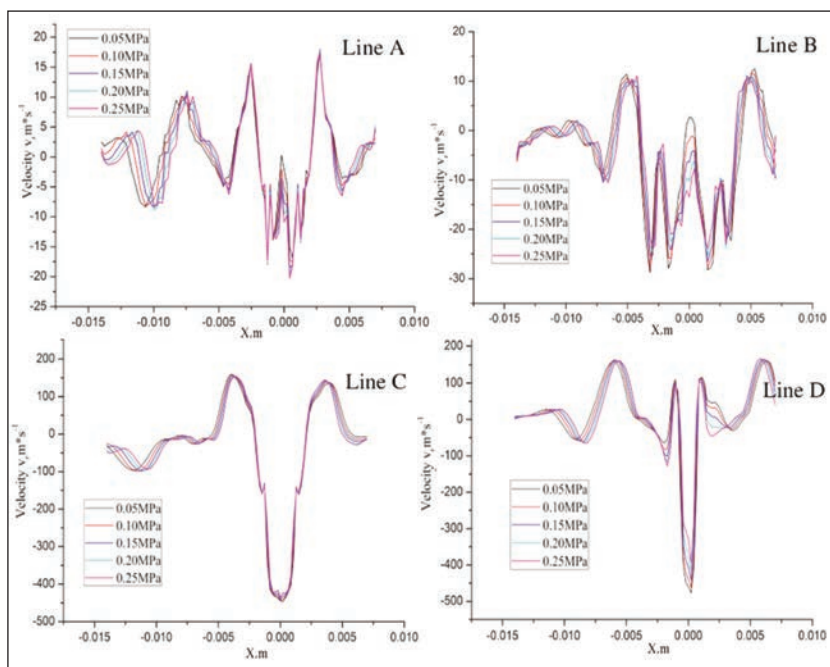 Line A
0.05MPa
0.10MPa
0.15MPa
0.20MPa
0.25MPa
Velocity v, m*s⁻¹
20
15
10
5
0
-5
-10
-15
-20
-25
-0.015 -0.010 -0.005 0.000 0.005 0.010
X.m
Line B
0.05MPa
0.10MPa
0.15MPa
0.20MPa
0.25MPa
Velocity v, m*s⁻¹
20
10
0
-10
-20
-30
-0.015 -0.010 -0.005 0.000 0.005 0.010
X.m
Line C
0.05MPa
0.10MPa
0.15MPa
0.20MPa
0.25MPa
Velocity v, m*s⁻¹
200
100
0
-100
-200
-300
-400
-500
-0.015 -0.010 -0.005 0.000 0.005 0.010
X.m
Line D
0.05MPa
0.10MPa
0.15MPa
0.20MPa
0.25MPa
Velocity v, m*s⁻¹
200
100
0
-100
-200
-300
-400
-500
-0.015 -0.010 -0.005 0.000 0.005 0.010
X.m